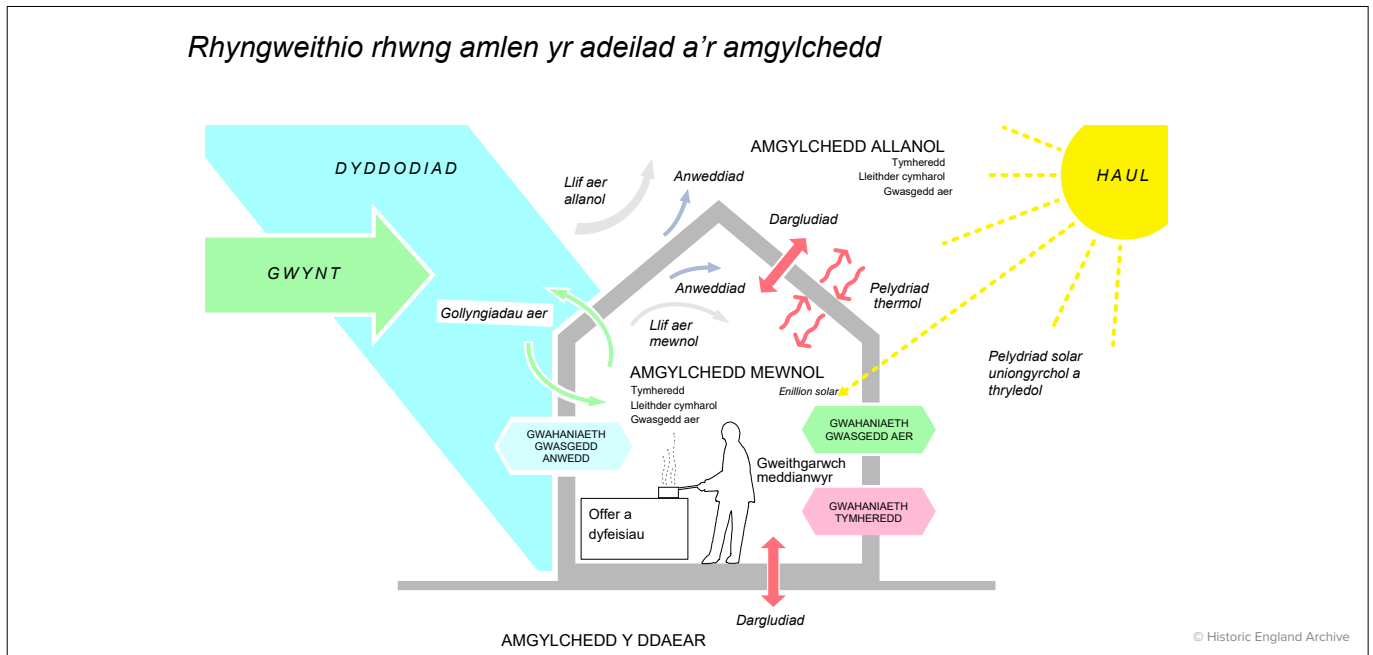 Rhyngweithio rhwng amlen yr adeilad a'r amgylchedd
DYDDODIAD
GWYNT
Llif aer
allanol
Anweddiad
AMGYLCHEDD ALLANOL
Tymheredd
Lleithder cymharol
Gwasgedd aer
HAUL
Dargludiad
Anweddiad
Pelydriad
thermol
Gollyngiadau aer
Llif aer
mewnol
Pelydriad solar
uniongyrchol a
thryledol
AMGYLCHEDD MEWNOL
Tymheredd
Lleithder cymharol
Gwasgedd aer
Enillion solar
GWAHANIAETH
GWASGEDD
ANWEDD
GWAHANIAETH
GWASGEDD AER
Gweithgarwch
meddianwyr
GWAHANIAETH
TYMHEREDD
Offer a
dyfeisiau
Dargludiad
AMGYLCHEDD Y DDAEAR
© Historic England Archive